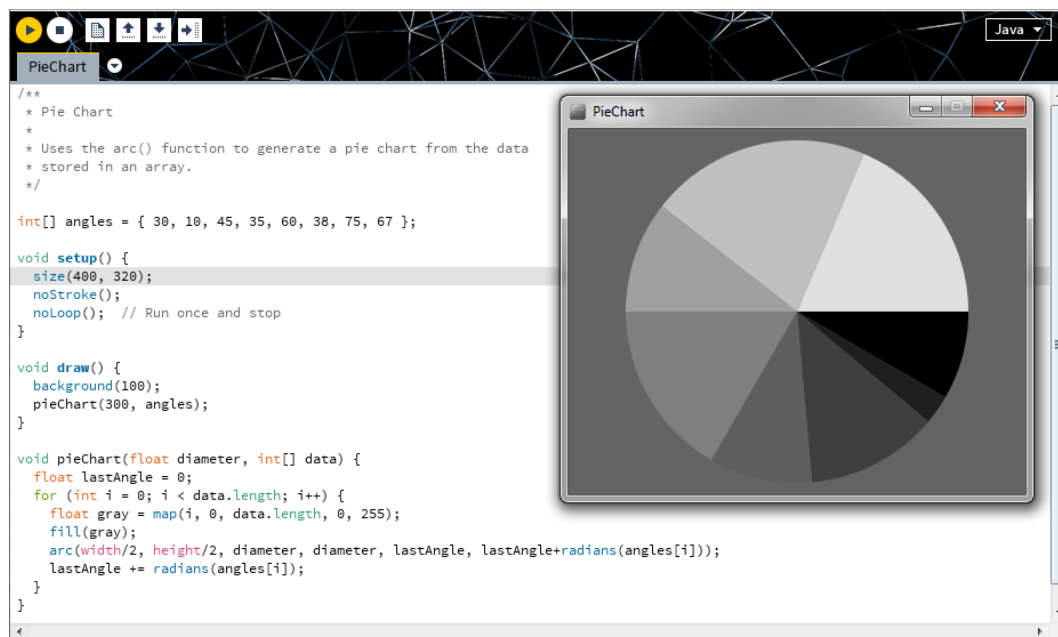 Java
PieChart
/**
 * Pie Chart
 *
 * Uses the arc() function to generate a pie chart from the data
 * stored in an array.
 */
int[] angles = { 30, 10, 45, 35, 60, 38, 75, 67 };
void setup() {
  size(400, 320);
  noStroke();
  noLoop();  // Run once and stop
}
void draw() {
  background(100);
  pieChart(300, angles);
}
void pieChart(float diameter, int[] data) {
  float lastAngle = 0;
  for (int i = 0; i < data.length; i++) {
    float gray = map(i, 0, data.length, 0, 255);
    fill(gray);
    arc(width/2, height/2, diameter, diameter, lastAngle, lastAngle+radians(angles[i]));
    lastAngle += radians(angles[i]);
  }
}
PieChart